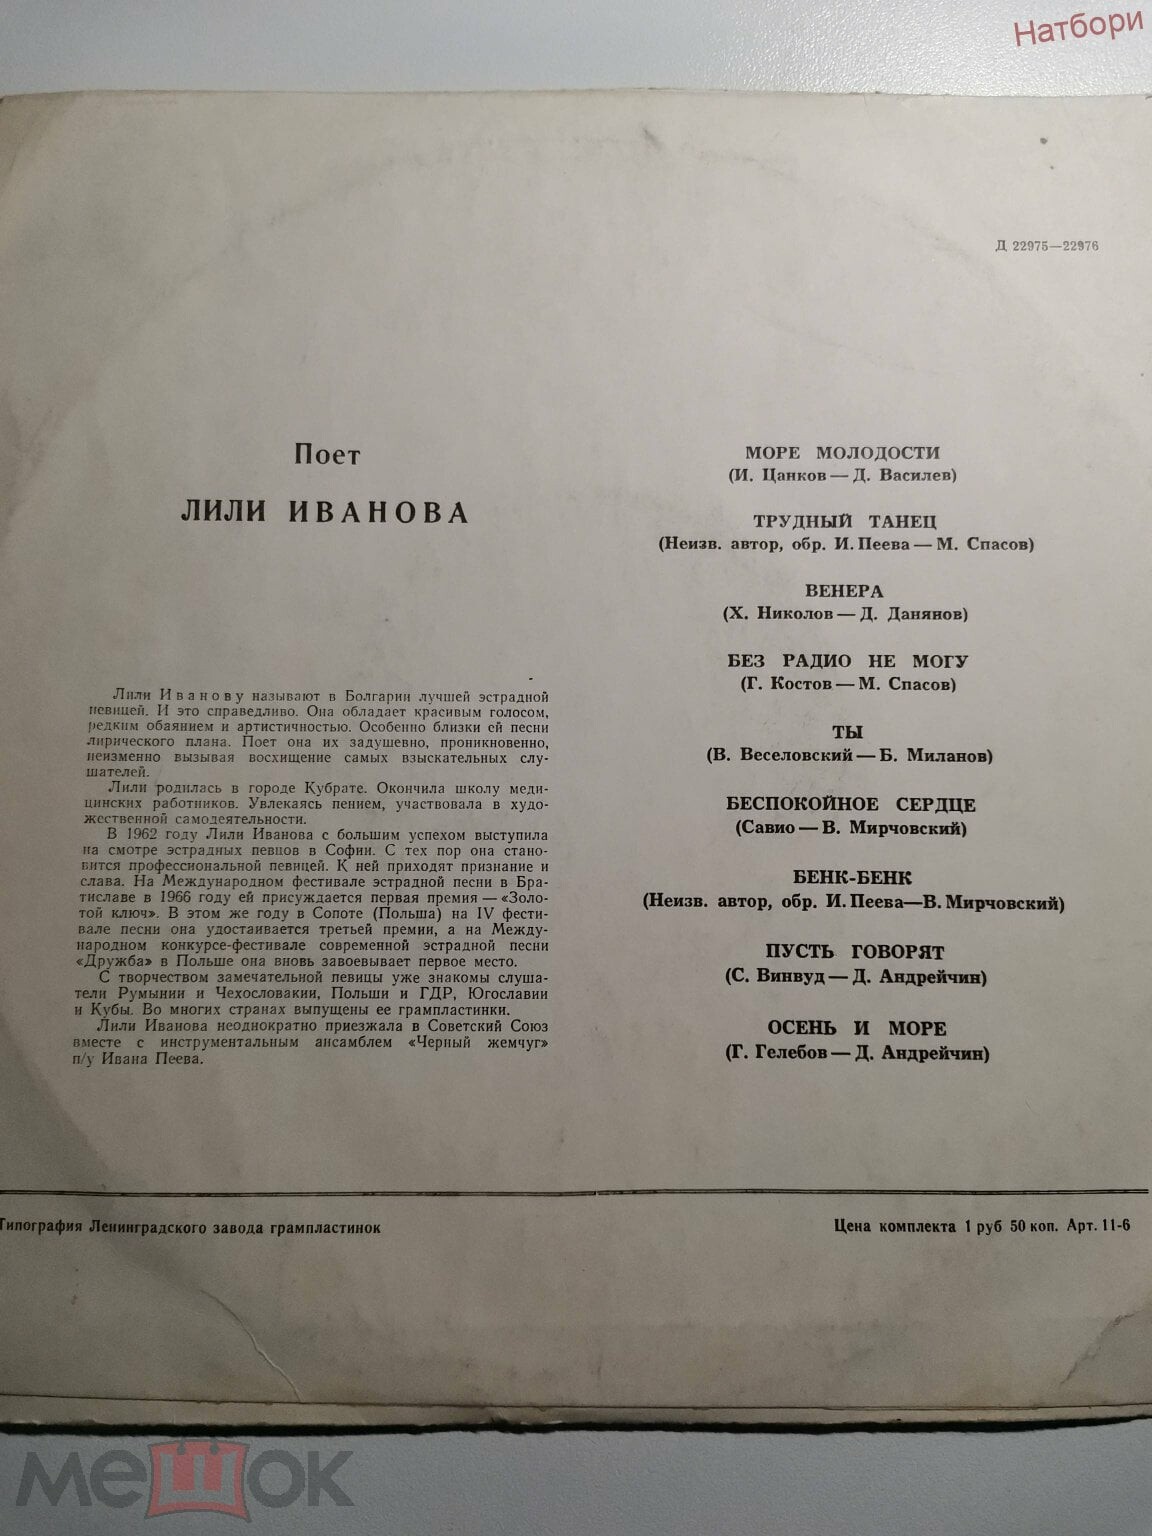 Натбори
Д 22975—22976
Поет
ЛИЛИ ИВАНОВА
Лили Иванову называют в Болгарии лучшей эстрадной
певицей. И это справедливо. Она обладает красивым голосом,
редким обаянием и артистичностью. Особенно близки ей песни
лирического плана. Поет она их задушевно, проникновенно,
неизменно вызывая восхищение самых взыскательных слу-
шателей.
Лили родилась в городе Кубрате. Окончила школу меди-
цинских работников. Увлекаясь пением, участвовала в худо-
жественной самодеятельности.
В 1962 году Лили Иванова с большим успехом выступила
на смотре эстрадных певцов в Софии. С тех пор она стано-
вится профессиональной певицей. К ней приходят признание и
слава. На Международном фестивале эстрадной песни в Бра-
тиславе в 1966 году ей присуждается первая премия — «Золо-
той ключ». В этом же году в Сопоте (Польша) на IV фести-
вале песни она удостаивается третьей премии, а на Между-
народном конкурсе-фестивале современной эстрадной песни
«Дружба» в Польше она вновь завоевывает первое место.
С творчеством замечательной певицы уже знакомы слуша-
тели Румынии и Чехословакии, Польши и ГДР, Югославии
и Кубы. Во многих странах выпущены ее грампластинки.
Лили Иванова неоднократно приезжала в Советский Союз
вместе с инструментальным ансамблем «Черный жемчуг»
п/у Ивана Пеева.
МОРЕ МОЛОДОСТИ
(И. Цанков — Д. Василев)
ТРУДНЫЙ ТАНЕЦ
(Неизв. автор, обр. И. Пеева — М. Спасов)
ВЕНЕРА
(Х. Николов — Д. Данянов)
БЕЗ РАДИО НЕ МОГУ
(Г. Костов — М. Спасов)
ТЫ
(В. Веселовский — Б. Миланов)
БЕСПОКОЙНОЕ СЕРДЦЕ
(Савио — В. Мирчовский)
БЕНК-БЕНК
(Неизв. автор, обр. И. Пеева—В. Мирчовский)
ПУСТЬ ГОВОРЯТ
(С. Винвуд — Д. Андрейчин)
ОСЕНЬ И МОРЕ
(Г. Гелебов — Д. Андрейчин)
Типография Ленинградского завода грампластинок
Цена комплекта 1 руб 50 коп. Арт. 11-6
мешок